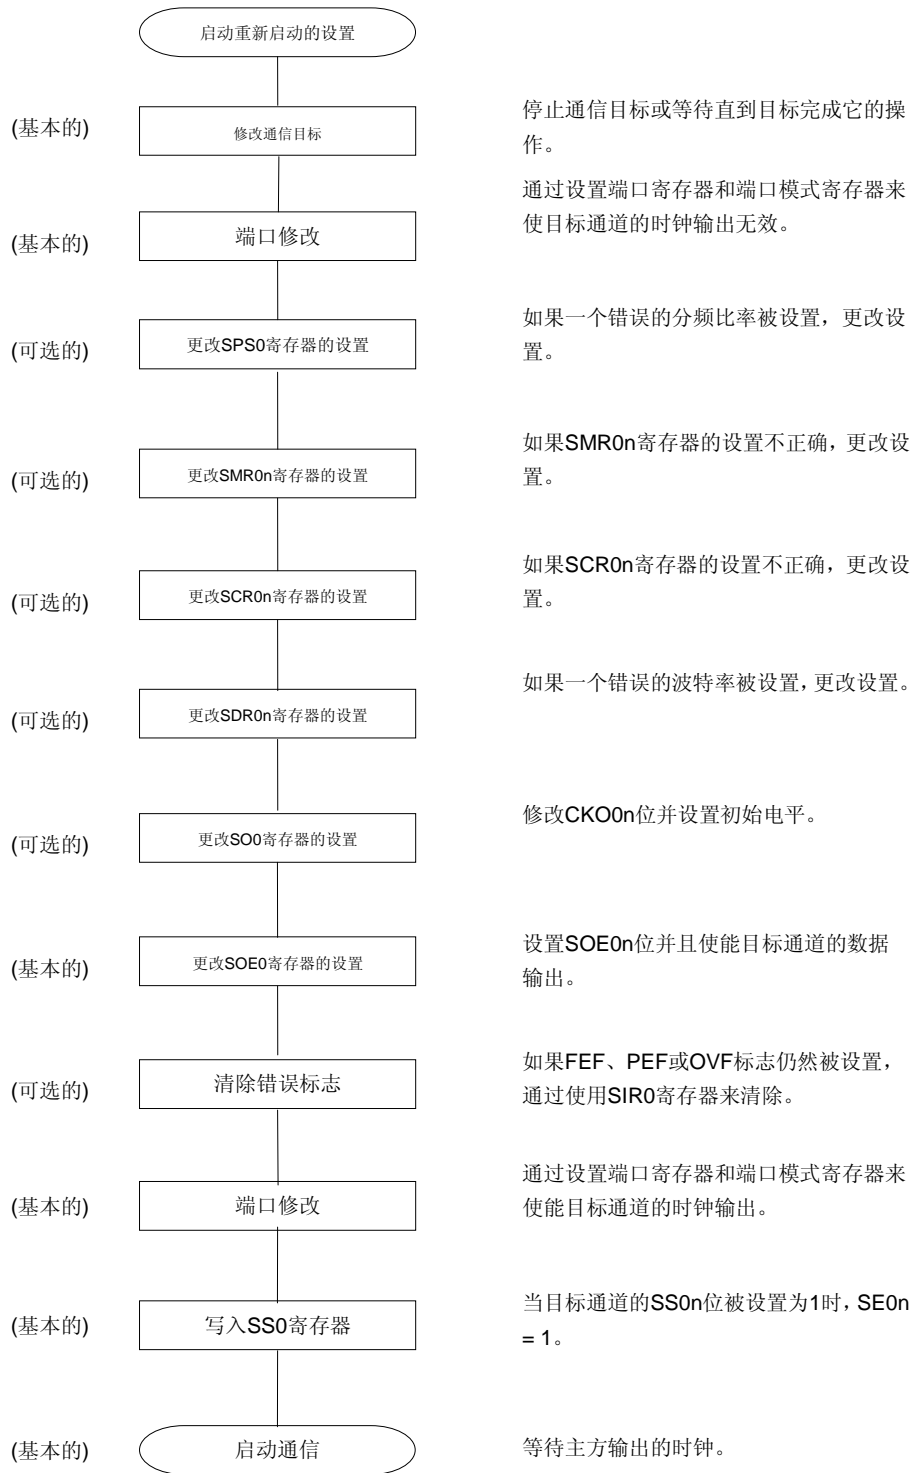 启动重新启动的设置
(基本的)
修改通信目标
停止通信目标或等待直到目标完成它的操
作。
(基本的)
端口修改
通过设置端口寄存器和端口模式寄存器来
使目标通道的时钟输出无效。
(可选的)
更改SPS0寄存器的设置
如果一个错误的分频比率被设置，更改设
置。
(可选的)
更改SMR0n寄存器的设置
如果SMR0n寄存器的设置不正确，更改设
置。
(可选的)
更改SCR0n寄存器的设置
如果SCR0n寄存器的设置不正确，更改设
置。
(可选的)
更改SDR0n寄存器的设置
如果一个错误的波特率被设置，更改设置。
(可选的)
更改SO0寄存器的设置
修改CKO0n位并设置初始电平。
(基本的)
更改SOE0寄存器的设置
设置SOE0n位并且使能目标通道的数据
输出。
(可选的)
清除错误标志
如果FEF、PEF或OVF标志仍然被设置，
通过使用SIR0寄存器来清除。
(基本的)
端口修改
通过设置端口寄存器和端口模式寄存器来
使能目标通道的时钟输出。
(基本的)
写入SS0寄存器
当目标通道的SS0n位被设置为1时，SE0n
= 1。
(基本的)
启动通信
等待主方输出的时钟。